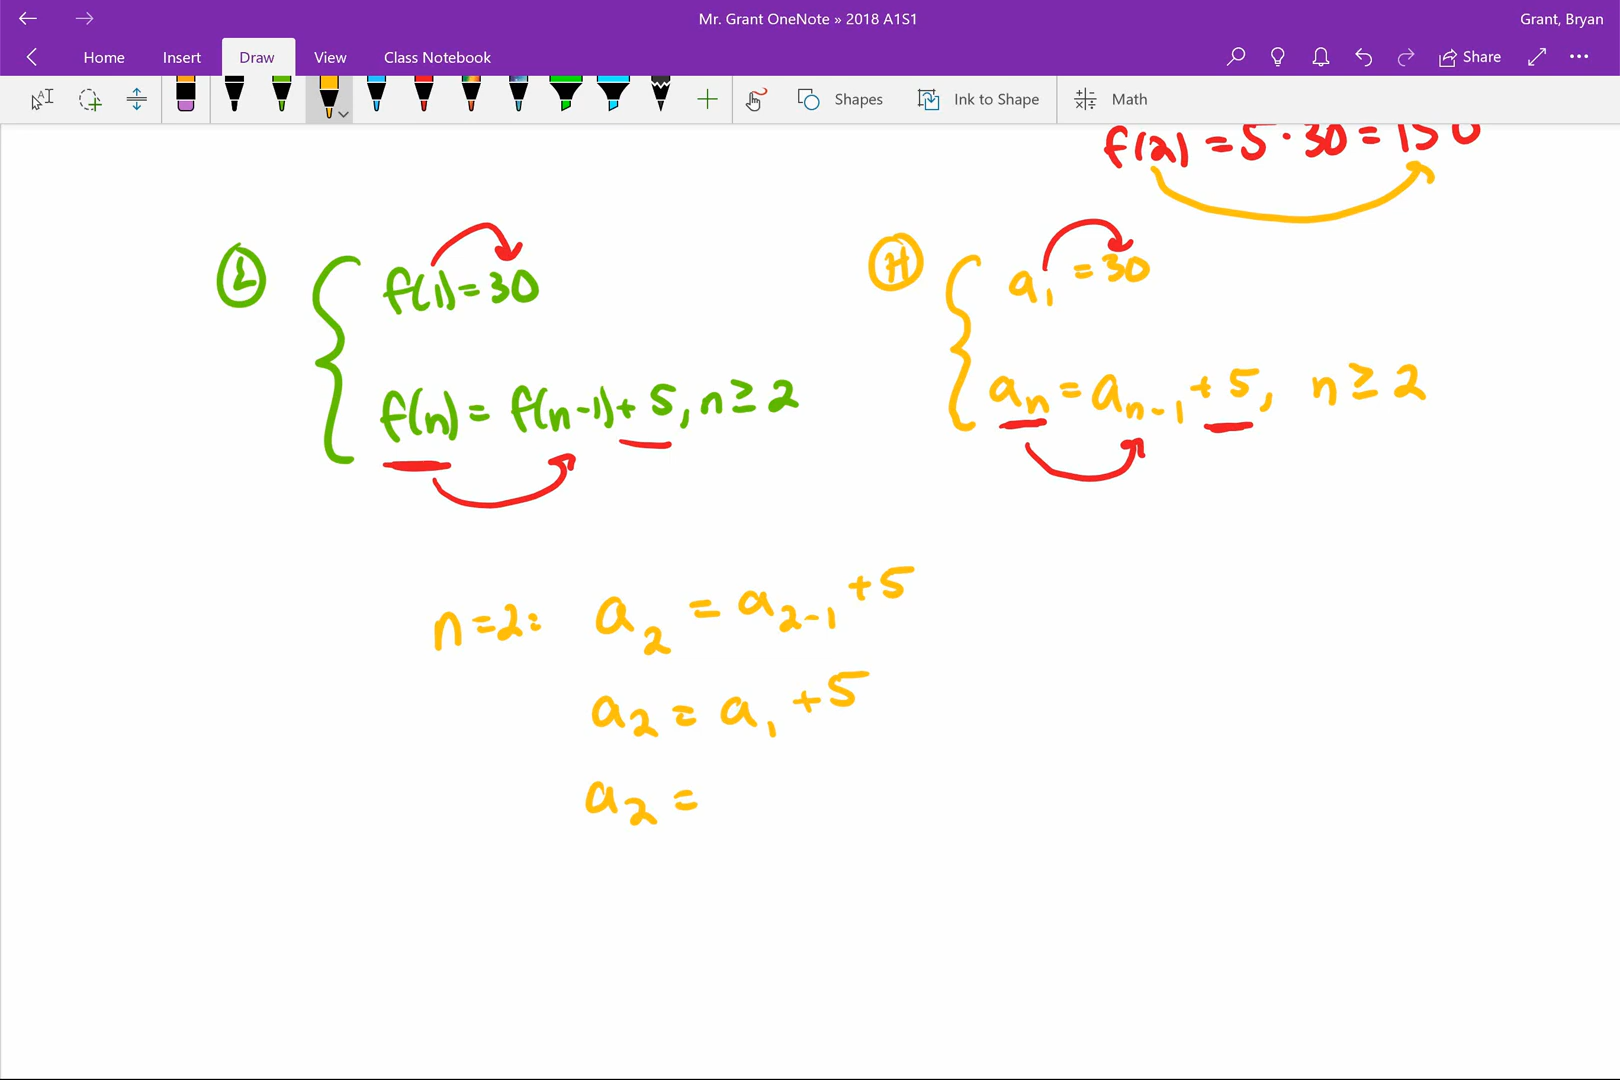 Mr. Grant OneNote » 2018 A1S1
Grant, Bryan
Home Insert Draw View Class Notebook
Share
Shapes Ink to Shape Math
f(2) = 5 · 30 = 150
f(1) = 30
H
a₁ = 30
f(n) = f(n-1) + 5, n ≥ 2
aₙ = aₙ₋₁ + 5, n ≥ 2
n = 2: a₂ = a₂₋₁ + 5
a₂ = a₁ + 5
a₂ =